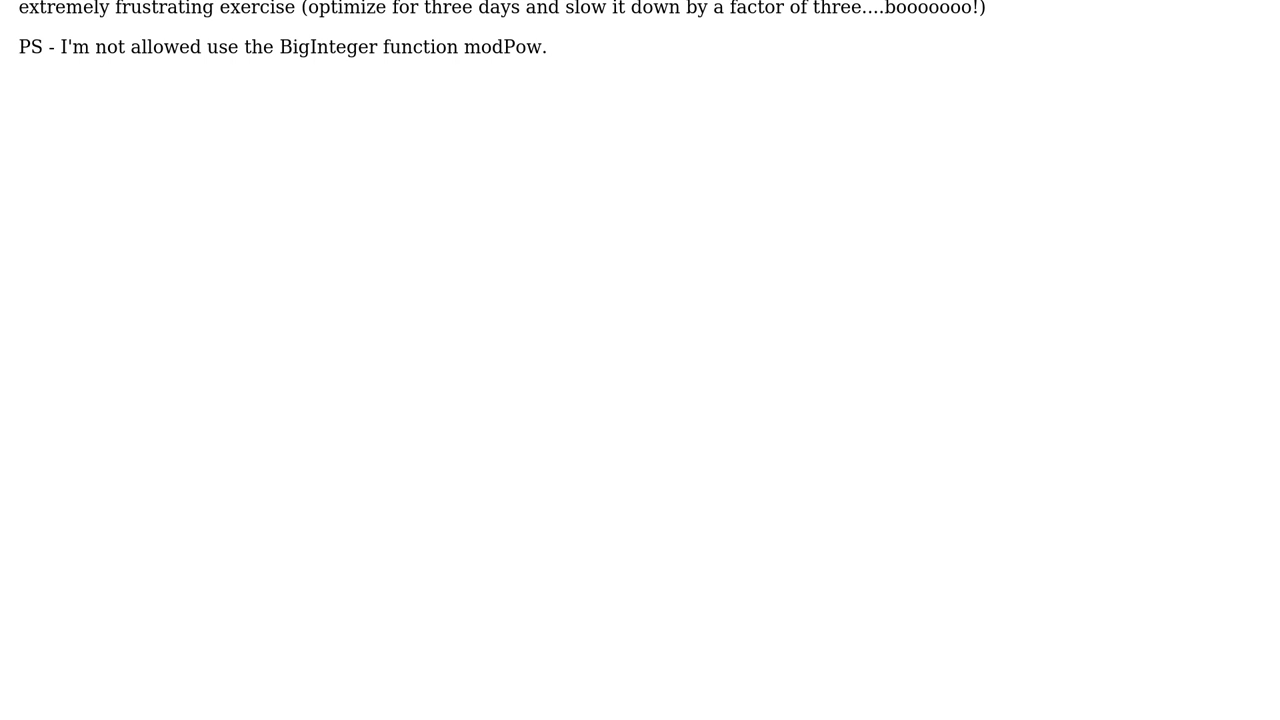 extremely frustrating exercise (optimize for three days and slow it down by a factor of three....booooooo!)
PS - I'm not allowed use the BigInteger function modPow.